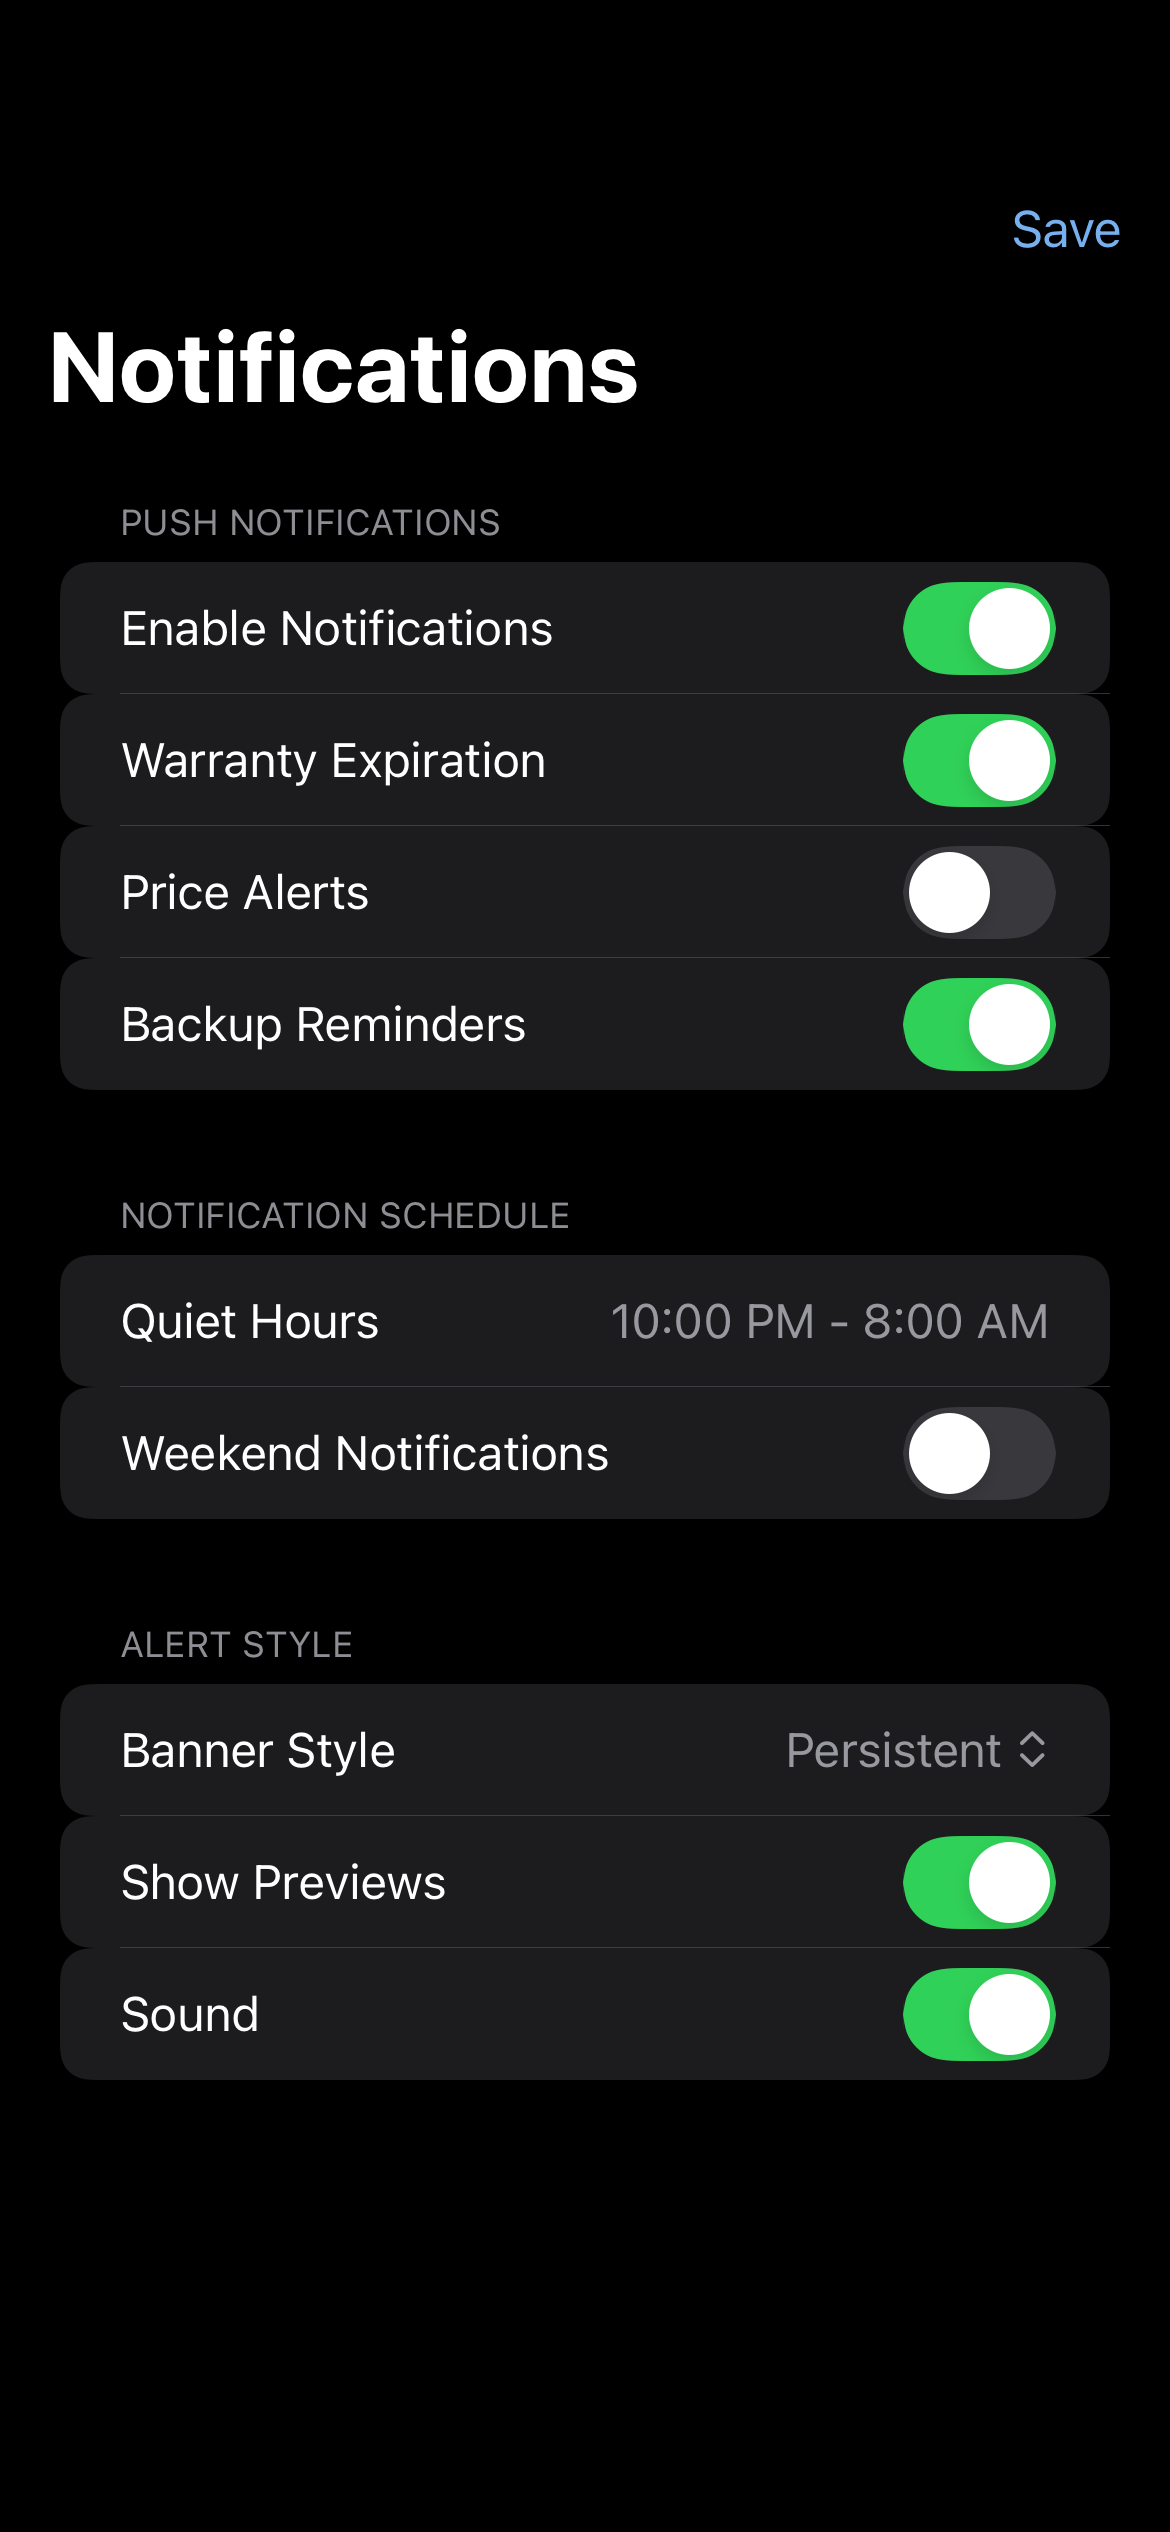 Save
Notifications
PUSH NOTIFICATIONS
Enable Notifications
Warranty Expiration
Price Alerts
Backup Reminders
NOTIFICATION SCHEDULE
Quiet Hours 10:00 PM - 8:00 AM
Weekend Notifications
ALERT STYLE
Banner Style Persistent
Show Previews
Sound